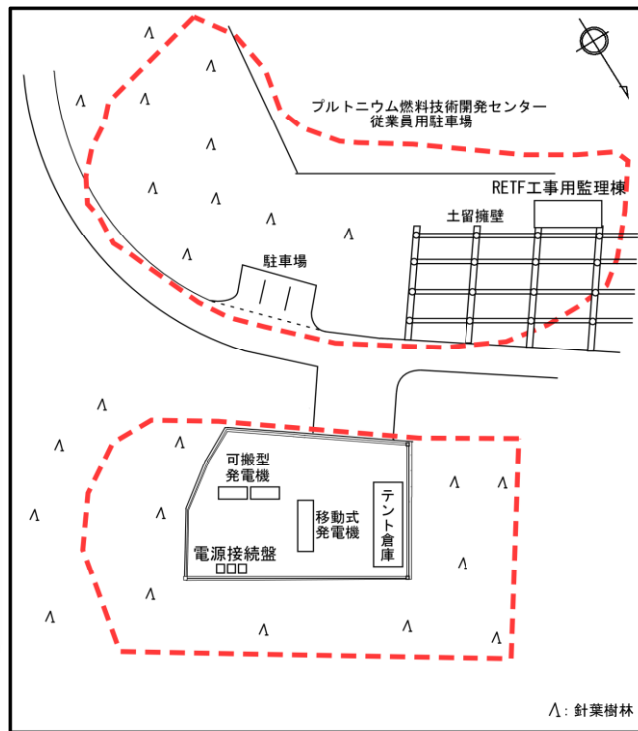 プルトニウム燃料技術開発センター
従業員用駐車場
RETF工事用監理棟
土留擁壁
駐車場
可搬型
発電機
移動式
発電機
テント倉庫
電源接続盤
Λ：針葉樹林